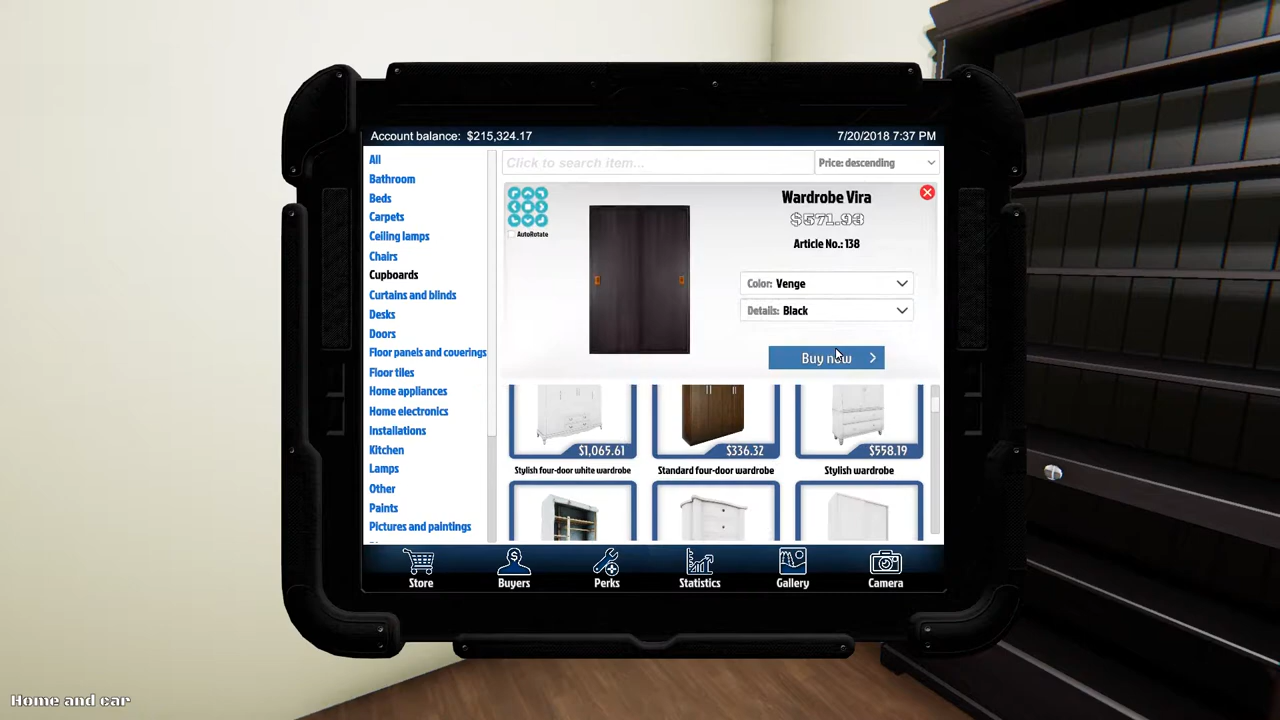 Account balance: $215,324.17
7/20/2018 7:37 PM
All
Bathroom
Beds
Carpets
Ceiling lamps
Chairs
Cupboards
Curtains and blinds
Desks
Doors
Floor panels and coverings
Floor tiles
Home appliances
Home electronics
Installations
Kitchen
Lamps
Other
Paints
Pictures and paintings
Click to search item...
Price: descending
AutoRotate
Wardrobe Vira
$571.93
Article No.: 138
Color: Venge
Details: Black
Buy now
$1,065.61
$336.32
$558.19
Stylish four-door white wardrobe
Standard four-door wardrobe
Stylish wardrobe
Store
Buyers
Perks
Statistics
Gallery
Camera
Home and car